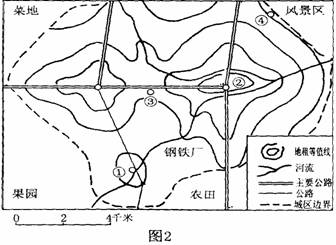 菜地
④
风景区
②
③
钢铁厂
①
果园
农田
地租等值线
河流
主要公路
公路
城区边界
0 2 4千米
图2